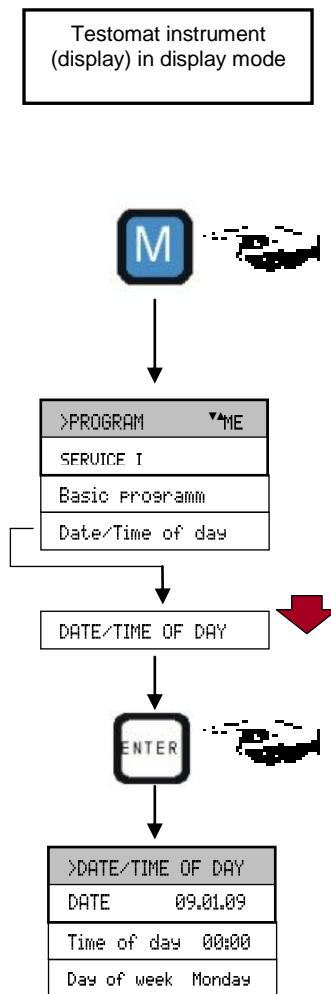 Testomat instrument
(display) in display mode
M
>PROGRAM ▼▲ME
SERVICE I
Basic programm
Date/Time of day
DATE/TIME OF DAY
ENTER
>DATE/TIME OF DAY
DATE 09.01.09
Time of day 00:00
Day of week Monday